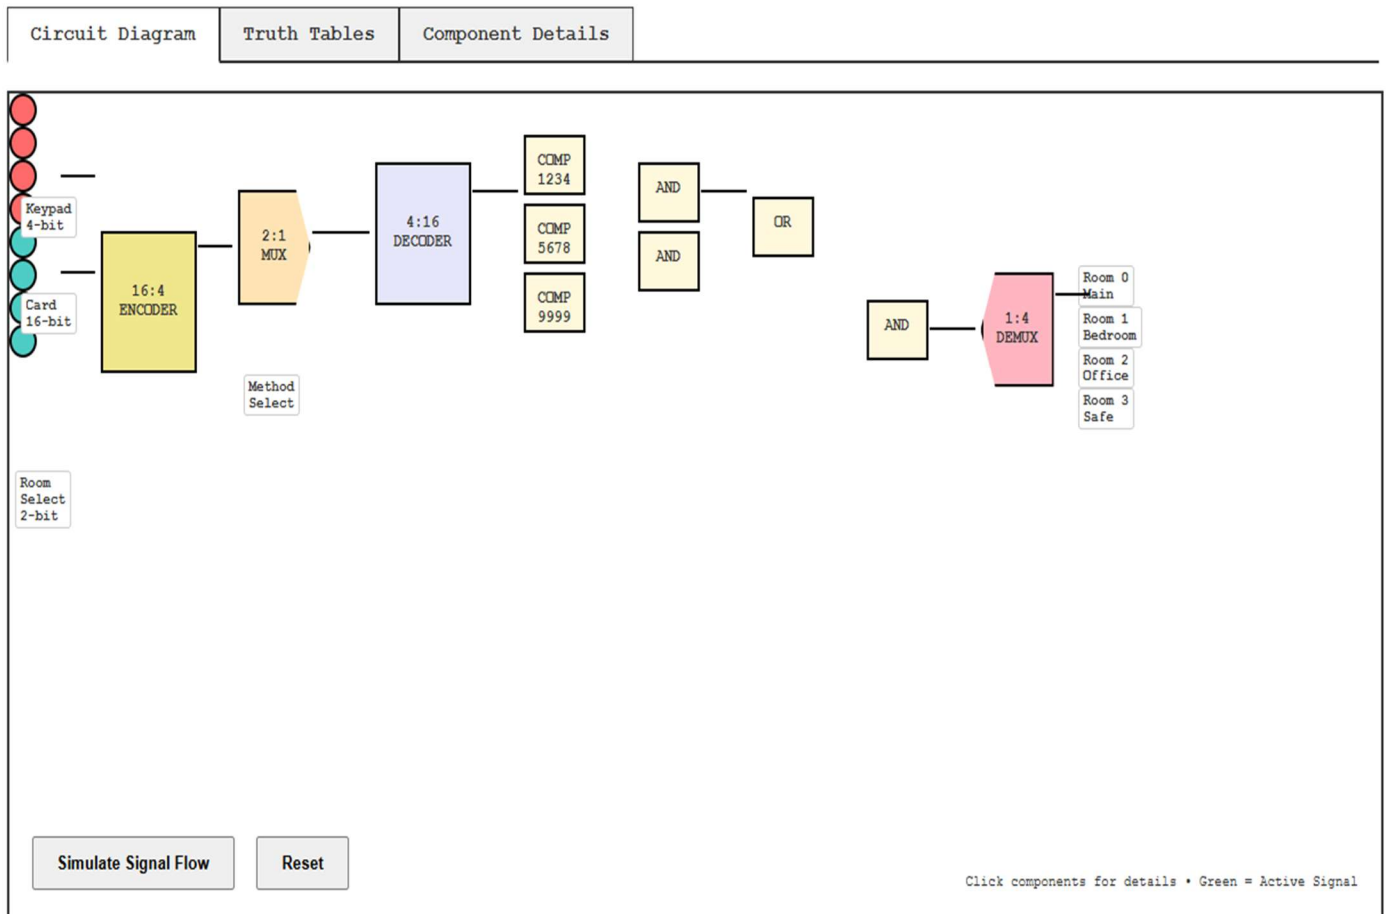 Circuit Diagram
Truth Tables
Component Details
Keypad
4-bit
Card
16-bit
16:4
ENCODER
2:1
MUX
Method
Select
4:16
DECODER
COMP
1234
COMP
5678
COMP
9999
AND
AND
OR
AND
1:4
DEMUX
Room 0
Main
Room 1
Bedroom
Room 2
Office
Room 3
Safe
Room
Select
2-bit
Simulate Signal Flow
Reset
Click components for details • Green = Active Signal